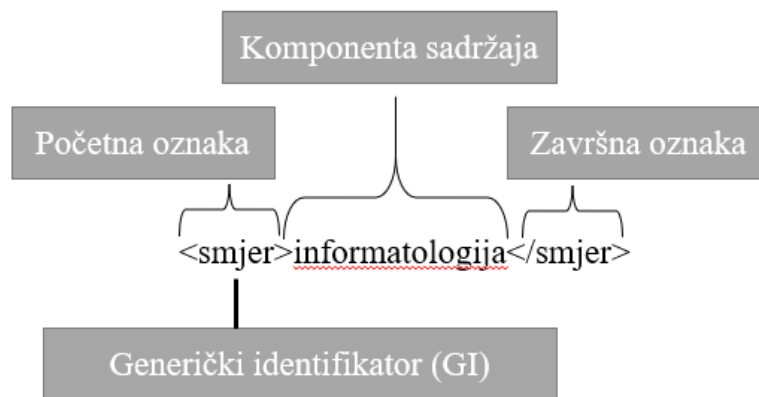 Komponenta sadržaja
Početna oznaka
Završna oznaka
<smjer>informatologija</smjer>
Generički identifikator (GI)